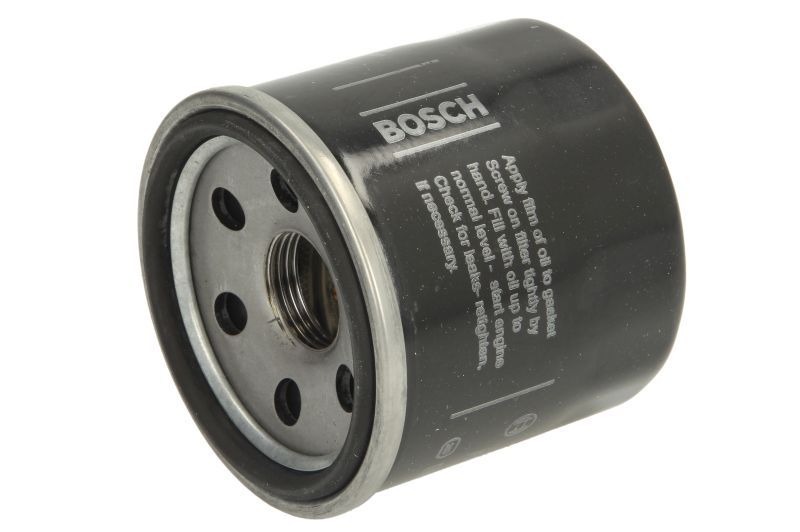 BOSCH
Apply film of oil to gasket
Screw on filter tightly by
hand. Fill with oil up to
normal level - start engine
Check for leaks- retighten,
if necessary.